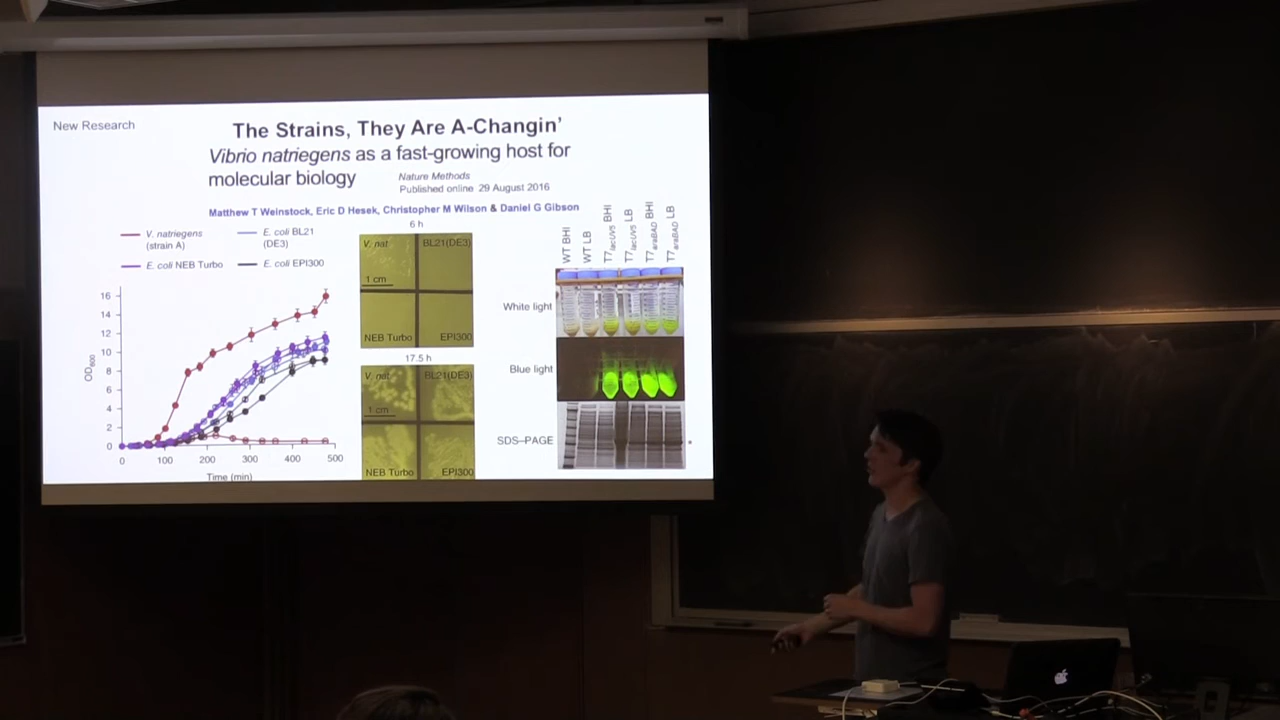 New Research
The Strains, They Are A-Changin'
Vibrio natriegens as a fast-growing host for
molecular biology
Nature Methods
Published online 29 August 2016
Matthew T Weinstock, Eric D Hesek, Christopher M Wilson & Daniel G Gibson
V. natriegens
(strain A)
E. coli BL21
(DE3)
E. coli NEB Turbo
E. coli EPI300
16
14
12
10
8
6
4
2
0
OD600
0 100 200 300 400 500
Time (min)
6 h
V. nat
BL21(DE3)
1 cm
NEB Turbo
EPI300
17.5 h
V. nat
BL21(DE3)
1 cm
NEB Turbo
EPI300
WT BHI
WT LB
T7lacUV5 BHI
T7lacUV5 LB
T7araBAD BHI
T7araBAD LB
White light
Blue light
SDS–PAGE